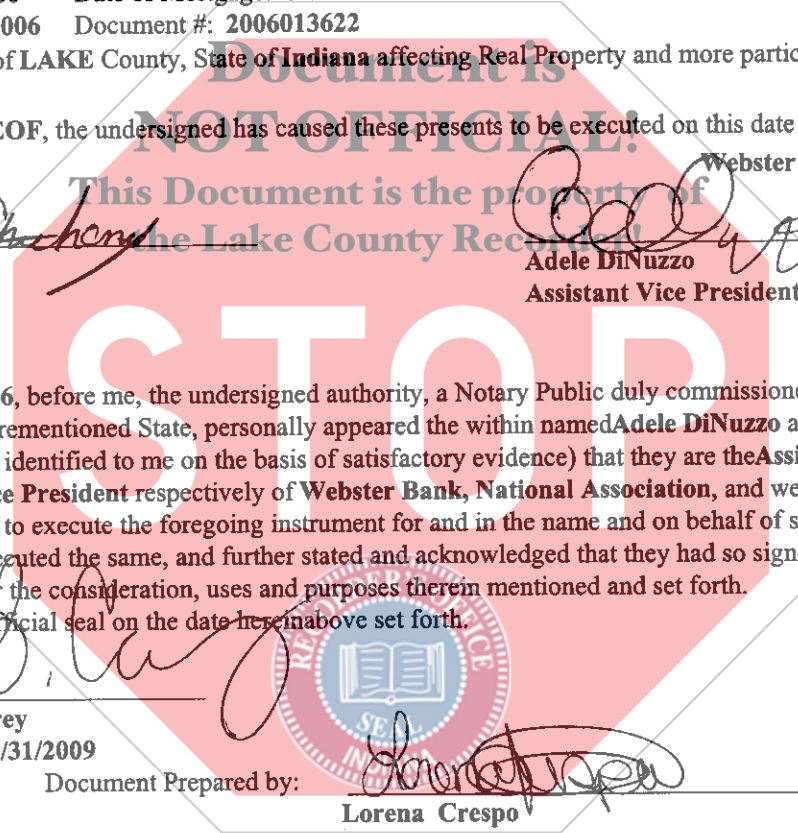 006 Document #: 2006013622
of LAKE County, State of Indiana affecting Real Property and more partic
Document is
NOT OFFICIAL!
This Document is the property of
the Lake County Recorder!
EOF, the undersigned has caused these presents to be executed on this date
Webster
Adele DiNuzzo
Assistant Vice President
STOP
6, before me, the undersigned authority, a Notary Public duly commissione
rementioned State, personally appeared the within namedAdele DiNuzzo a
identified to me on the basis of satisfactory evidence) that they are theAssi
ce President respectively of Webster Bank, National Association, and we
to execute the foregoing instrument for and in the name and on behalf of s
ecuted the same, and further stated and acknowledged that they had so sign
r the consideration, uses and purposes therein mentioned and set forth.
fficial seal on the date hereinabove set forth.
RECORDER'S OFFICE
SEAL
INDIANA
rey
/31/2009
Document Prepared by:
Lorena Crespo